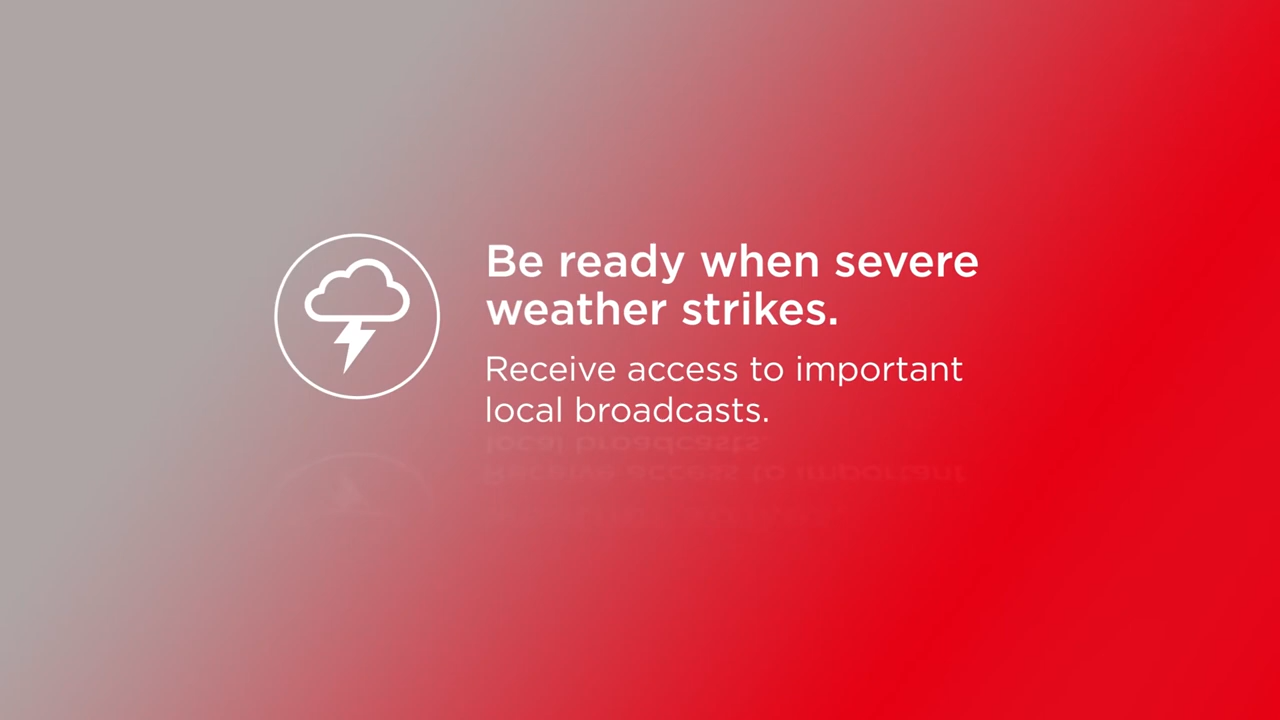 Be ready when severe
weather strikes.
Receive access to important
local broadcasts.